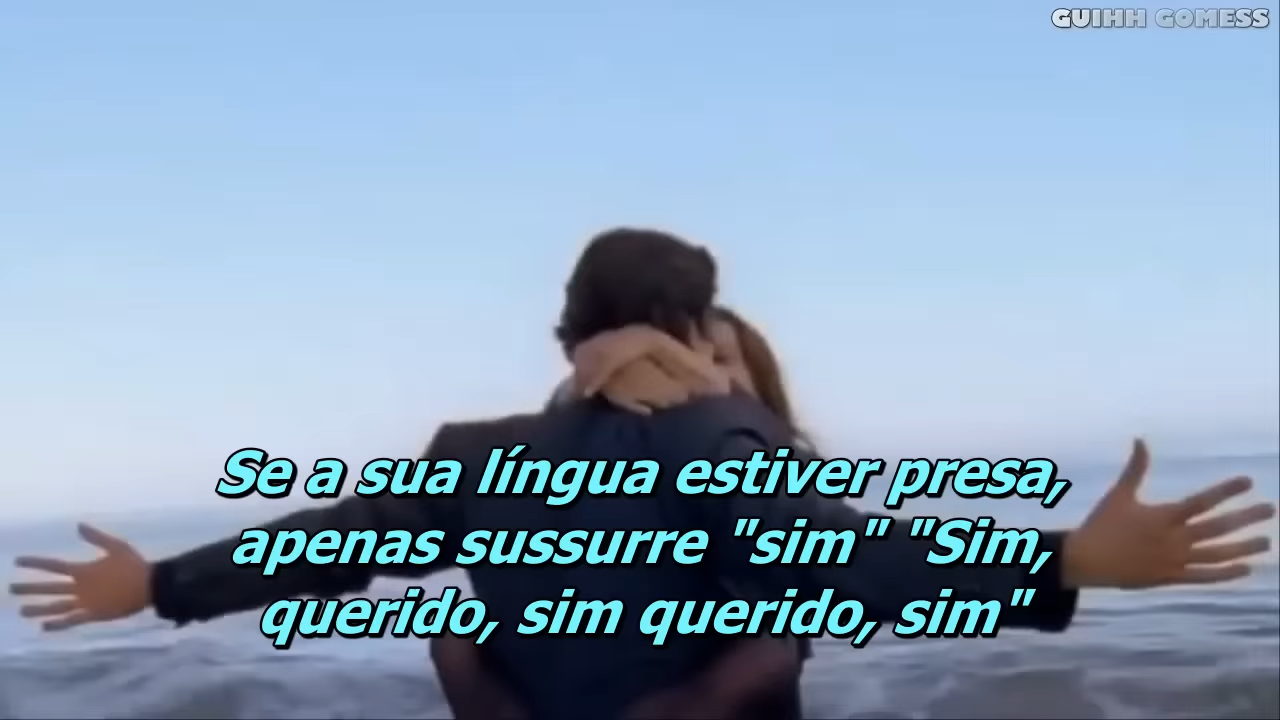 GUIHH GOMESS
Se a sua língua estiver presa,
apenas sussurre "sim" "Sim,
querido, sim querido, sim"